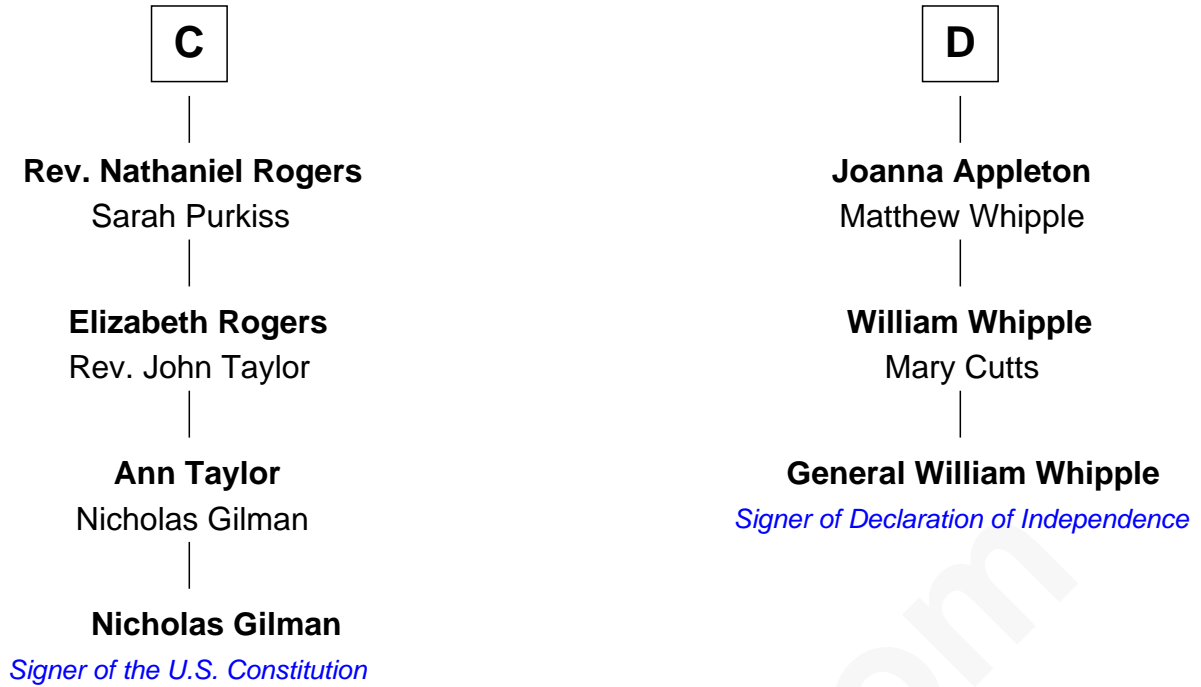 C
Rev. Nathaniel Rogers
Sarah Purkiss
Elizabeth Rogers
Rev. John Taylor
Ann Taylor
Nicholas Gilman
Nicholas Gilman
Signer of the U.S. Constitution
D
Joanna Appleton
Matthew Whipple
William Whipple
Mary Cutts
General William Whipple
Signer of Declaration of Independence